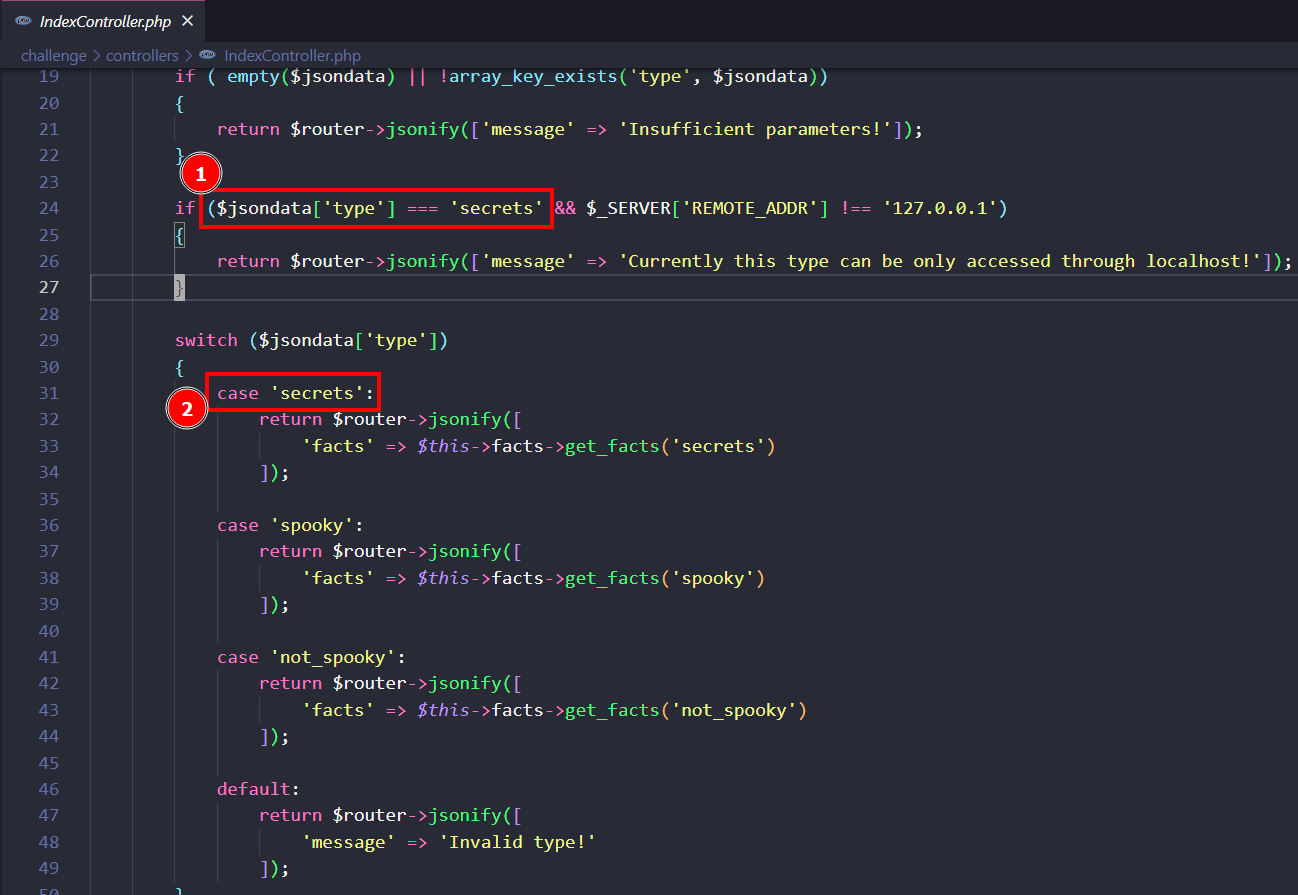 IndexController.php ×
challenge > controllers > IndexController.php
19 if ( empty($jsondata) || !array_key_exists('type', $jsondata))
20 {
21 return $router->jsonify(['message' => 'Insufficient parameters!']);
22 }
23
1
24 if ($jsondata['type'] === 'secrets' && $_SERVER['REMOTE_ADDR'] !== '127.0.0.1')
25 {
26 return $router->jsonify(['message' => 'Currently this type can be only accessed through localhost!']);
27 }
28
29 switch ($jsondata['type'])
30 {
31 case 'secrets':
2
32 return $router->jsonify([
33 'facts' => $this->facts->get_facts('secrets')
34 ]);
35
36 case 'spooky':
37 return $router->jsonify([
38 'facts' => $this->facts->get_facts('spooky')
39 ]);
40
41 case 'not_spooky':
42 return $router->jsonify([
43 'facts' => $this->facts->get_facts('not_spooky')
44 ]);
45
46 default:
47 return $router->jsonify([
48 'message' => 'Invalid type!'
49 ]);
50 }